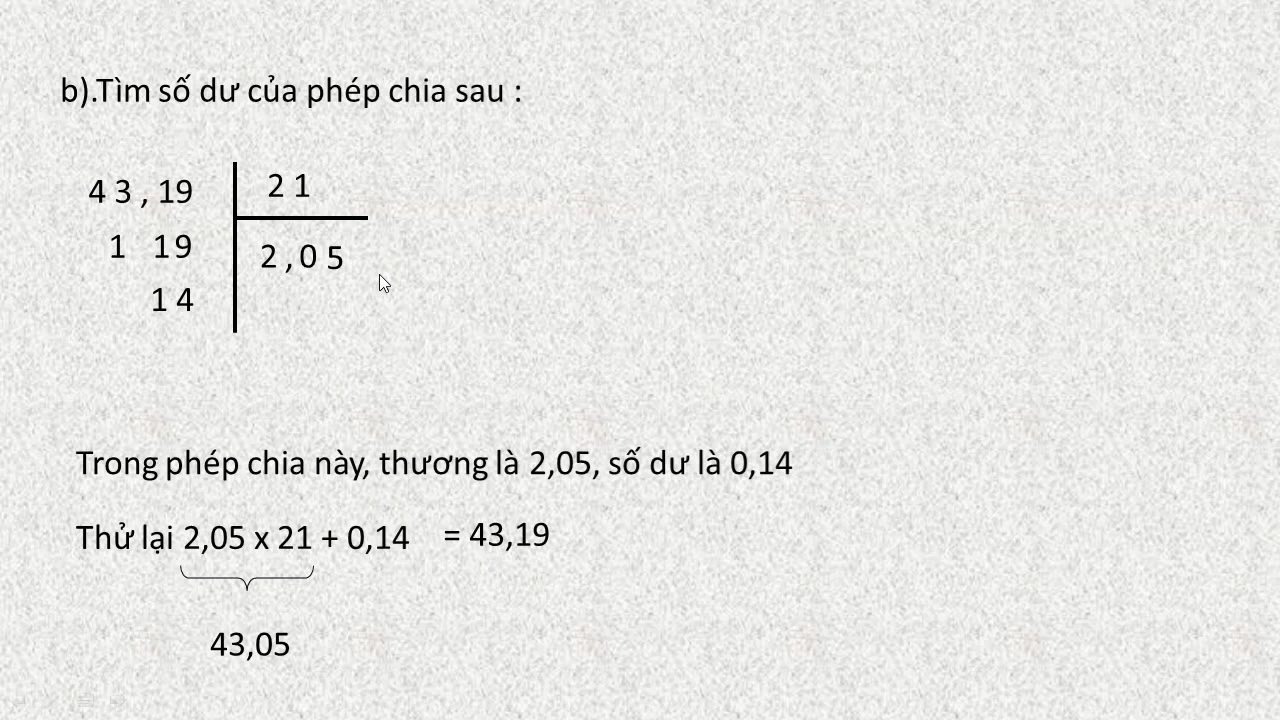 b).Tìm số dư của phép chia sau :
4 3 , 19 2 1
1 19 2 , 0 5
1 4
Trong phép chia này, thương là 2,05, số dư là 0,14
Thử lại 2,05 x 21 + 0,14 = 43,19
43,05